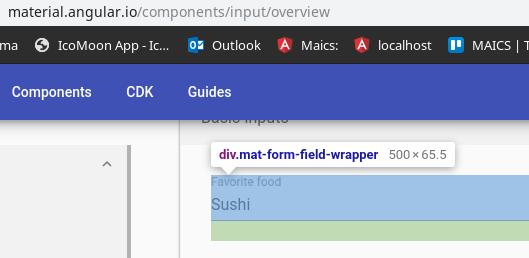 material.angular.io/components/input/overview
ma IcoMoon App - Ic... Outlook Maics: localhost MAICS | T
Components CDK Guides
Basic Inputs
div.mat-form-field-wrapper 500 × 65.5
Favorite food
Sushi